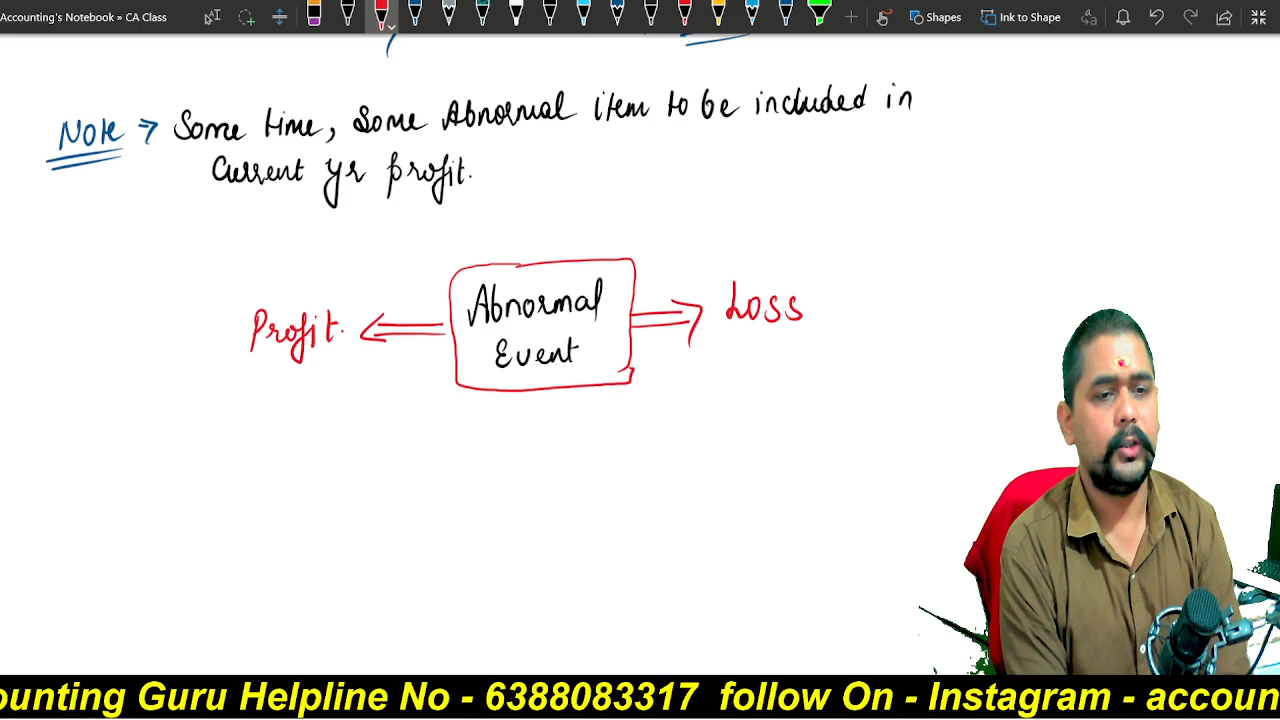 Accounting's Notebook » CA Class
Shapes
Ink to Shape
Note → Some time, Some Abnormal item to be included in
Current yr profit.
Profit.
Abnormal
Event
Loss
ounting Guru Helpline No - 6388083317 follow On - Instagram - accoun